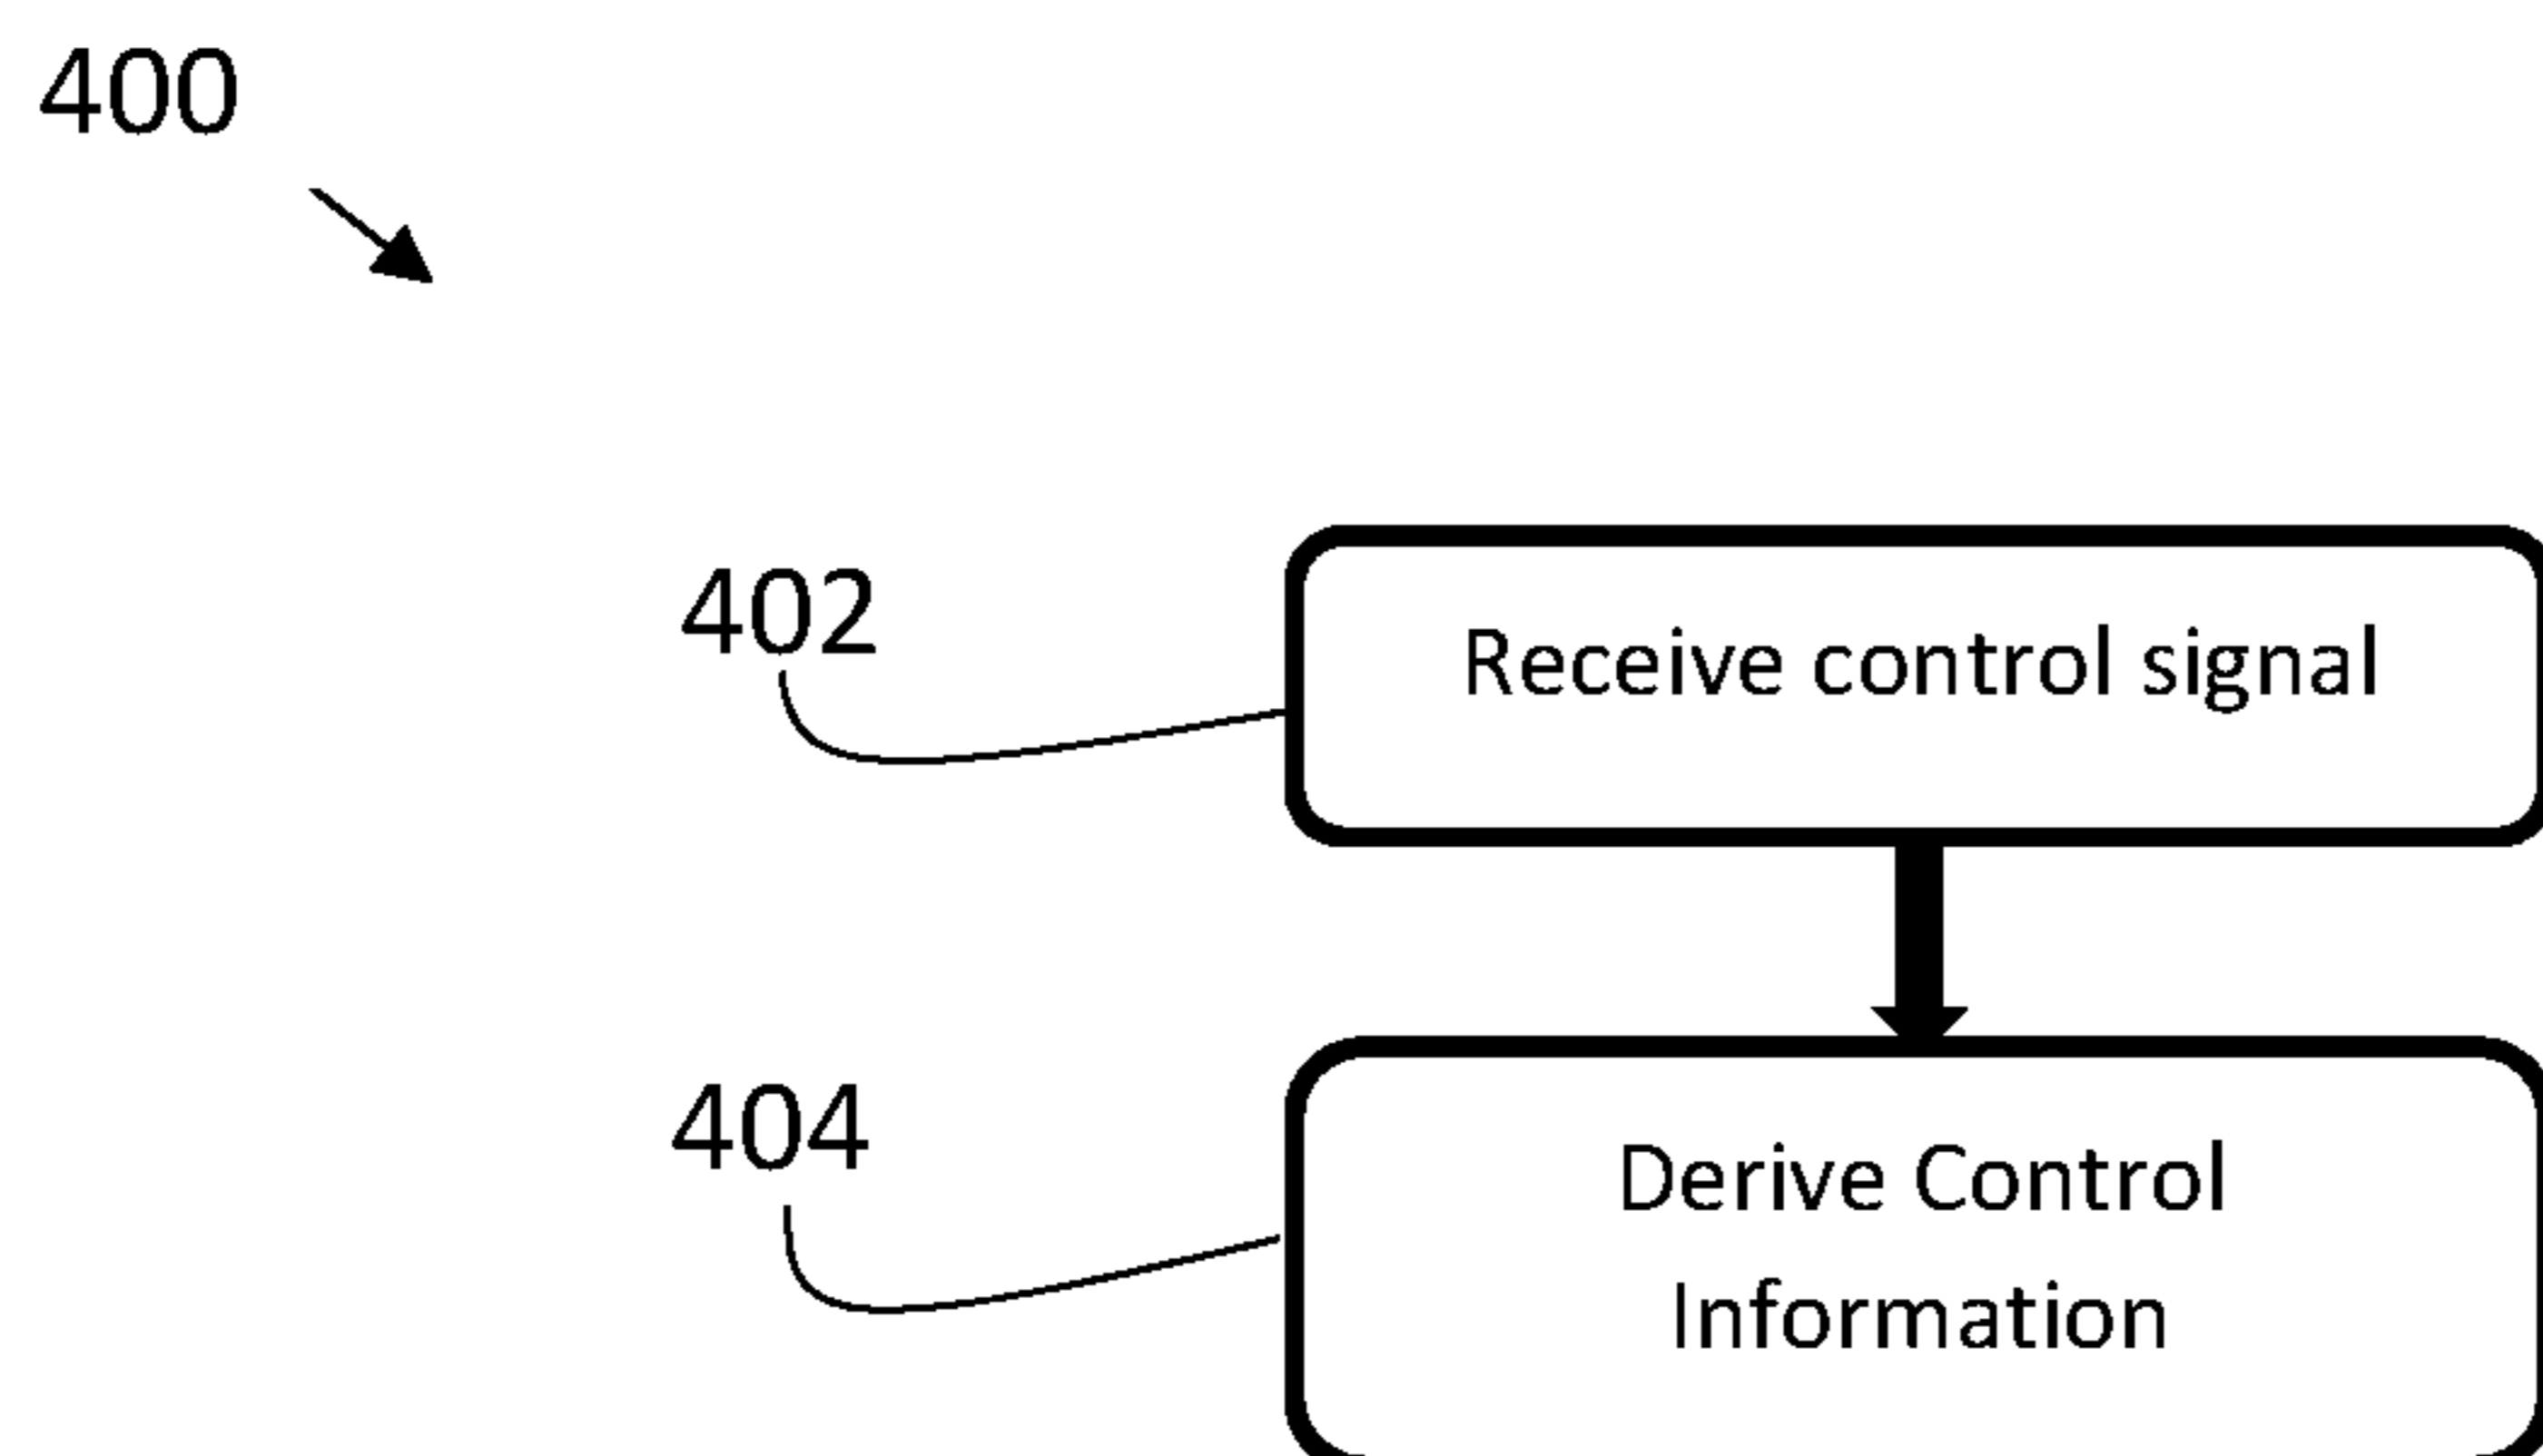 400
402
Receive control signal
404
Derive Control
Information